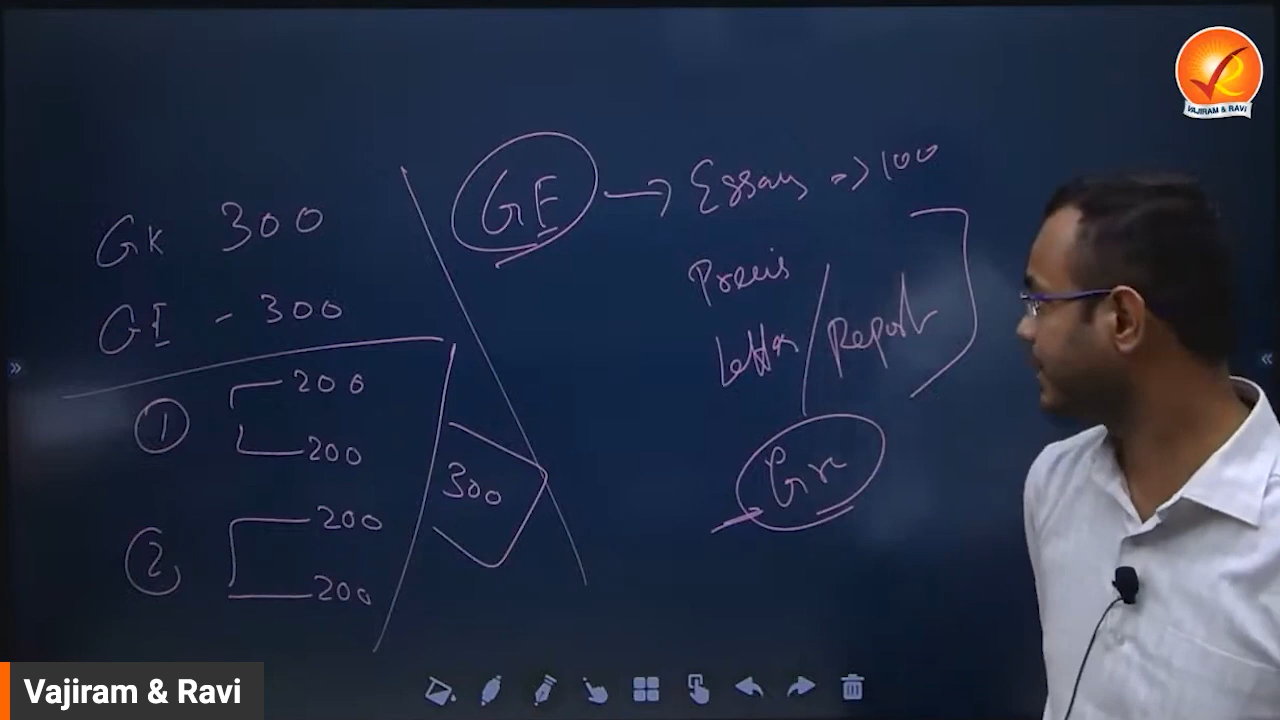 GK 300
GE - 300
① 200
200
② 200
200
300
GE → Essay => 100
Precis
Letter / Report
Gr
VAJIRAM & RAVI
Vajiram & Ravi